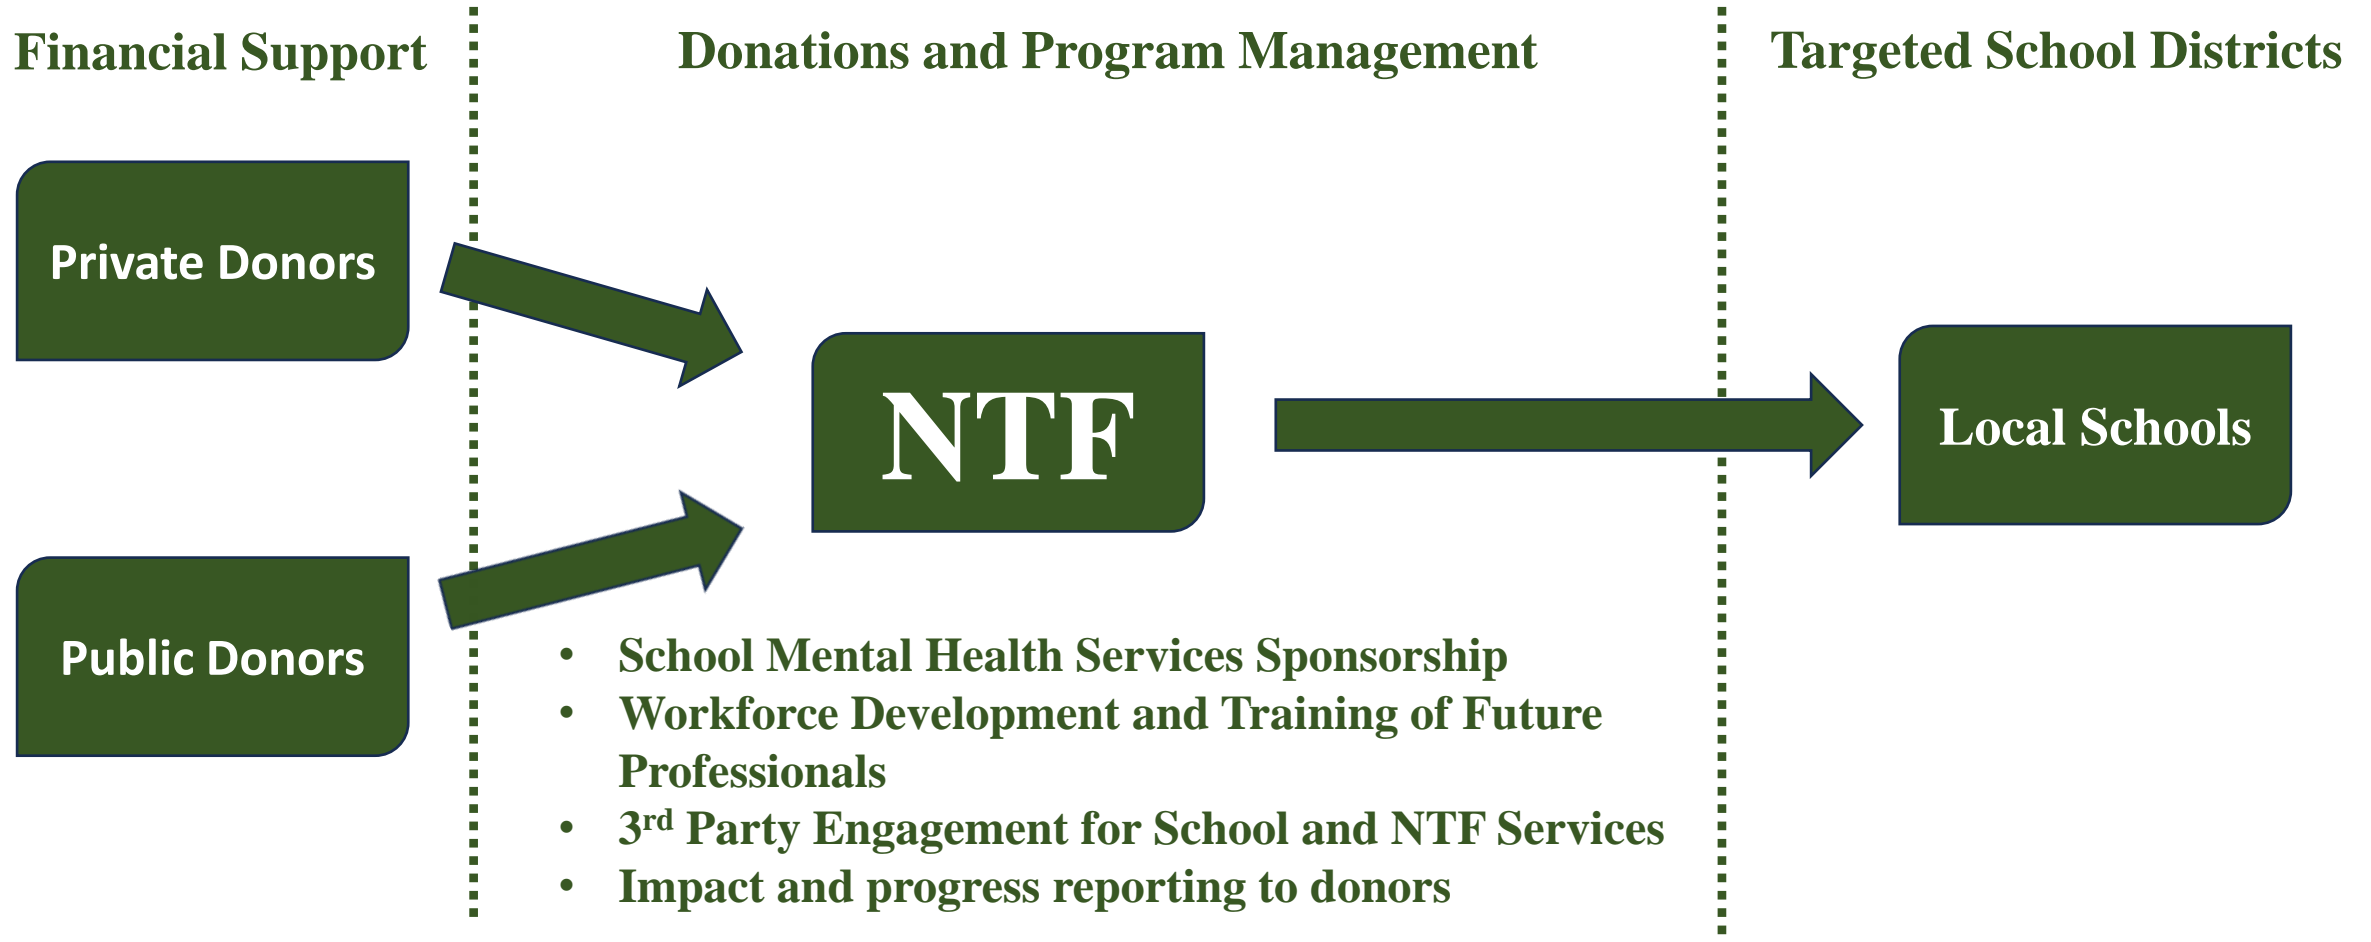 Financial Support
Donations and Program Management
Targeted School Districts
Private Donors
Public Donors
NTF
Local Schools
• School Mental Health Services Sponsorship
• Workforce Development and Training of Future
Professionals
• 3rd Party Engagement for School and NTF Services
• Impact and progress reporting to donors